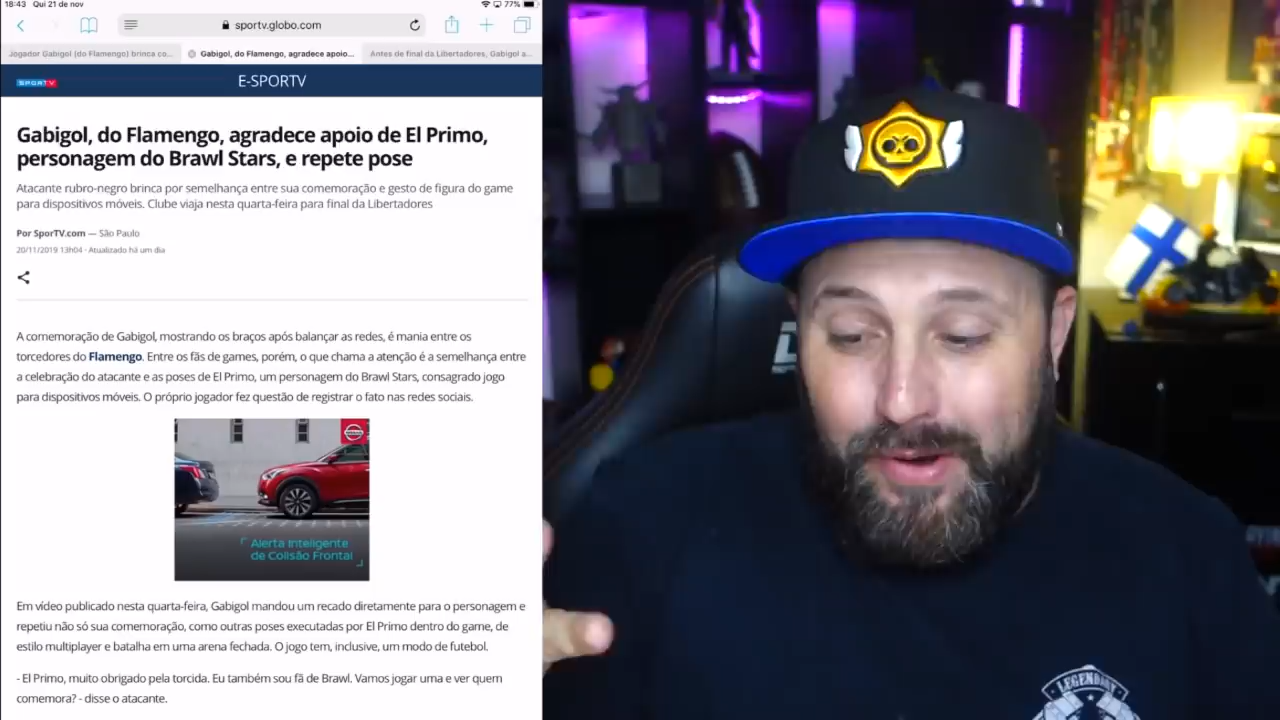 18:43 Qui 21 de nov 77%
sportv.globo.com
Jogador Gabigol (do Flamengo) brinca co...
Gabigol, do Flamengo, agradece apoio...
Antes de final da Libertadores, Gabigol a...
SPORTV
E-SPORTV
Gabigol, do Flamengo, agradece apoio de El Primo,
personagem do Brawl Stars, e repete pose
Atacante rubro-negro brinca por semelhança entre sua comemoração e gesto de figura do game
para dispositivos móveis. Clube viaja nesta quarta-feira para final da Libertadores
Por SporTV.com — São Paulo
20/11/2019 13h04 · Atualizado há um dia
A comemoração de Gabigol, mostrando os braços após balançar as redes, é mania entre os
torcedores do Flamengo. Entre os fãs de games, porém, o que chama a atenção é a semelhança entre
a celebração do atacante e as poses de El Primo, um personagem do Brawl Stars, consagrado jogo
para dispositivos móveis. O próprio jogador fez questão de registrar o fato nas redes sociais.
Alerta Inteligente
de Colisão Frontal
Em vídeo publicado nesta quarta-feira, Gabigol mandou um recado diretamente para o personagem e
repetiu não só sua comemoração, como outras poses executadas por El Primo dentro do game, de
estilo multiplayer e batalha em uma arena fechada. O jogo tem, inclusive, um modo de futebol.
- El Primo, muito obrigado pela torcida. Eu também sou fã de Brawl. Vamos jogar uma e ver quem
comemora? - disse o atacante.
LEGENDARY